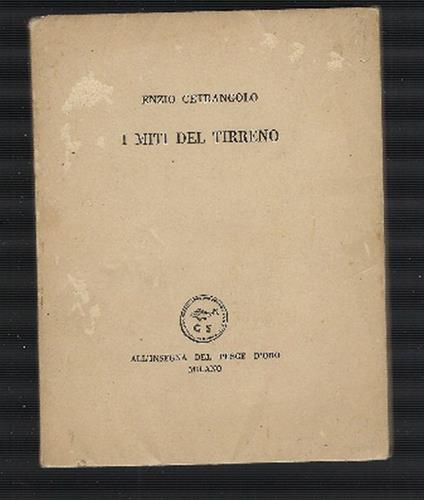 ENZIO CETRANGOLO
I MITI DEL TIRRENO
G S
ALL'INSEGNA DEL PESCE D'ORO
MILANO